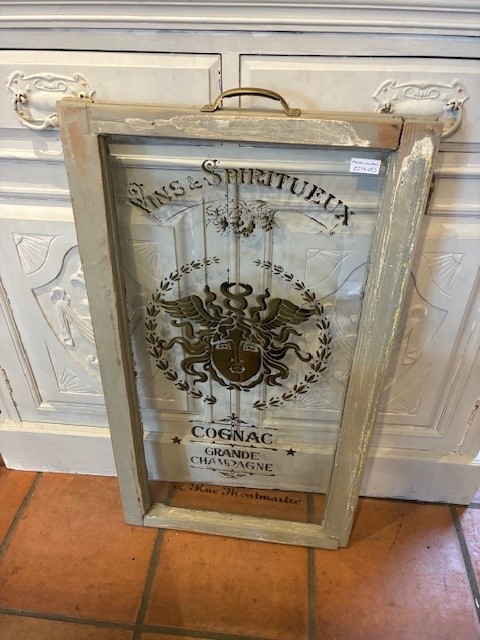 VINS & SPIRITUEUX
COGNAC
GRANDE
CHAMPAGNE
Rue Montmartre